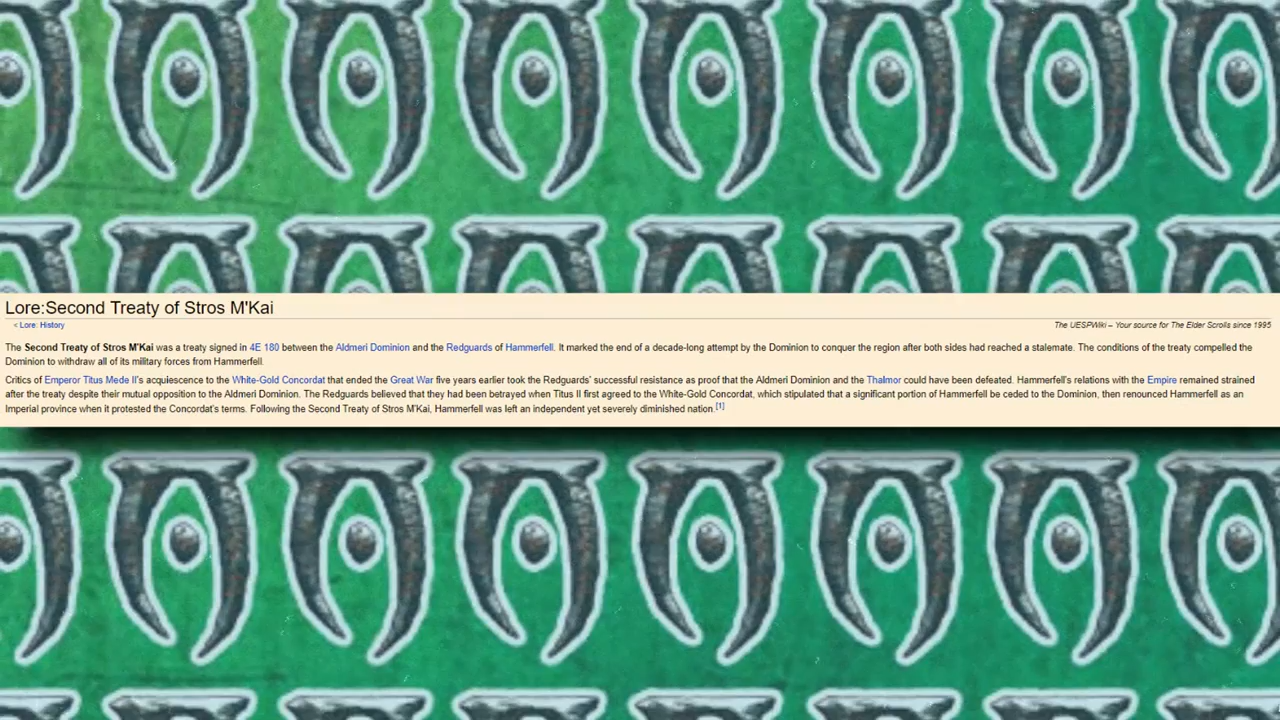 Lore:Second Treaty of Stros M'Kai
< Lore: History
The UESPWiki – Your source for The Elder Scrolls since 1995
The Second Treaty of Stros M'Kai was a treaty signed in 4E 180 between the Aldmeri Dominion and the Redguards of Hammerfell. It marked the end of a decade-long attempt by the Dominion to conquer the region after both sides had reached a stalemate. The conditions of the treaty compelled the
Dominion to withdraw all of its military forces from Hammerfell.
Critics of Emperor Titus Mede II's acquiescence to the White-Gold Concordat that ended the Great War five years earlier took the Redguards' successful resistance as proof that the Aldmeri Dominion and the Thalmor could have been defeated. Hammerfell's relations with the Empire remained strained
after the treaty despite their mutual opposition to the Aldmeri Dominion. The Redguards believed that they had been betrayed when Titus II first agreed to the White-Gold Concordat, which stipulated that a significant portion of Hammerfell be ceded to the Dominion, then renounced Hammerfell as an
Imperial province when it protested the Concordat's terms. Following the Second Treaty of Stros M'Kai, Hammerfell was left an independent yet severely diminished nation.[1]